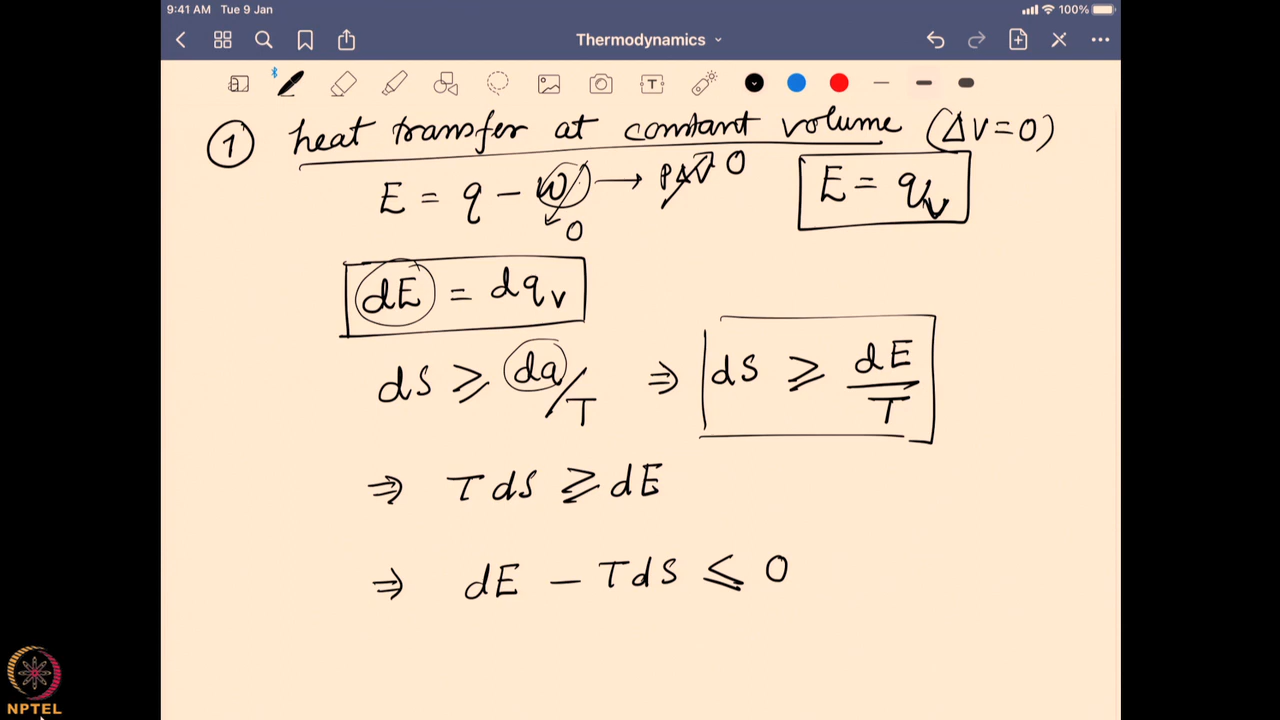 9:41 AM Tue 9 Jan
100%
Thermodynamics
T
① heat transfer at constant volume (ΔV=0)
E = q - w → PΔV 0
0
E = qᵥ
dE = dqᵥ
dS ≥ dq/T ⇒ dS ≥ dE/T
⇒ TdS ≥ dE
⇒ dE - TdS ≤ 0
NPTEL